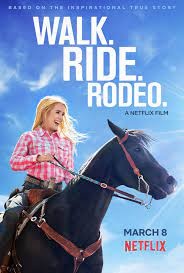 BASED ON THE INSPIRATIONAL TRUE STORY
WALK.
RIDE.
RODEO.
A NETFLIX FILM
MARCH 8
NETFLIX